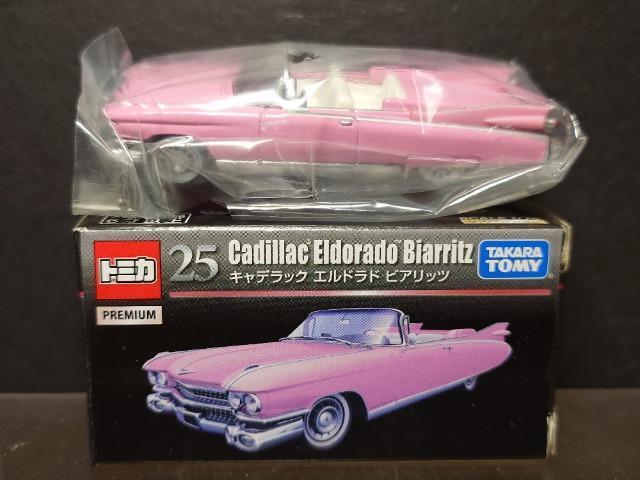 トミカ
PREMIUM
25 Cadillac Eldorado™ Biarritz
キャデラック エルドラド ビアリッツ
TAKARA
TOMY